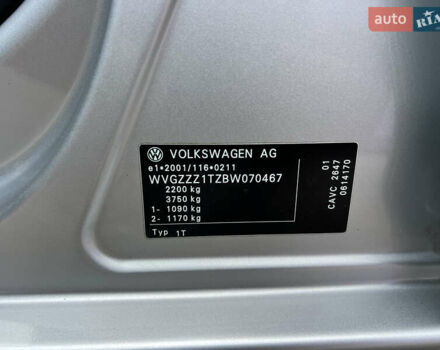 auto RIA
VOLKSWAGEN AG
e1*2001/116*0211
WVGZZZ1TZBW070467
2200 kg
3750 kg
1- 1090 kg
2- 1170 kg
Typ 1T
01
CAVC 2647
0614170